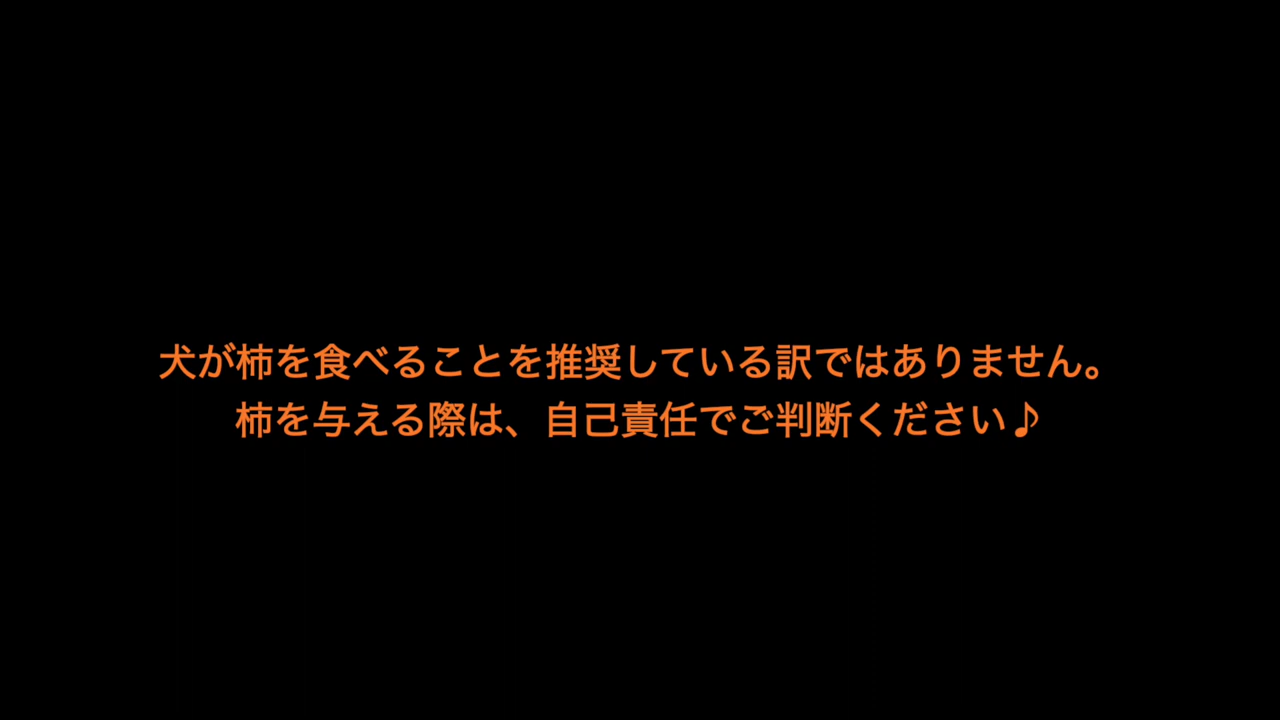 犬が柿を食べることを推奨している訳ではありません。
柿を与える際は、自己責任でご判断ください♪